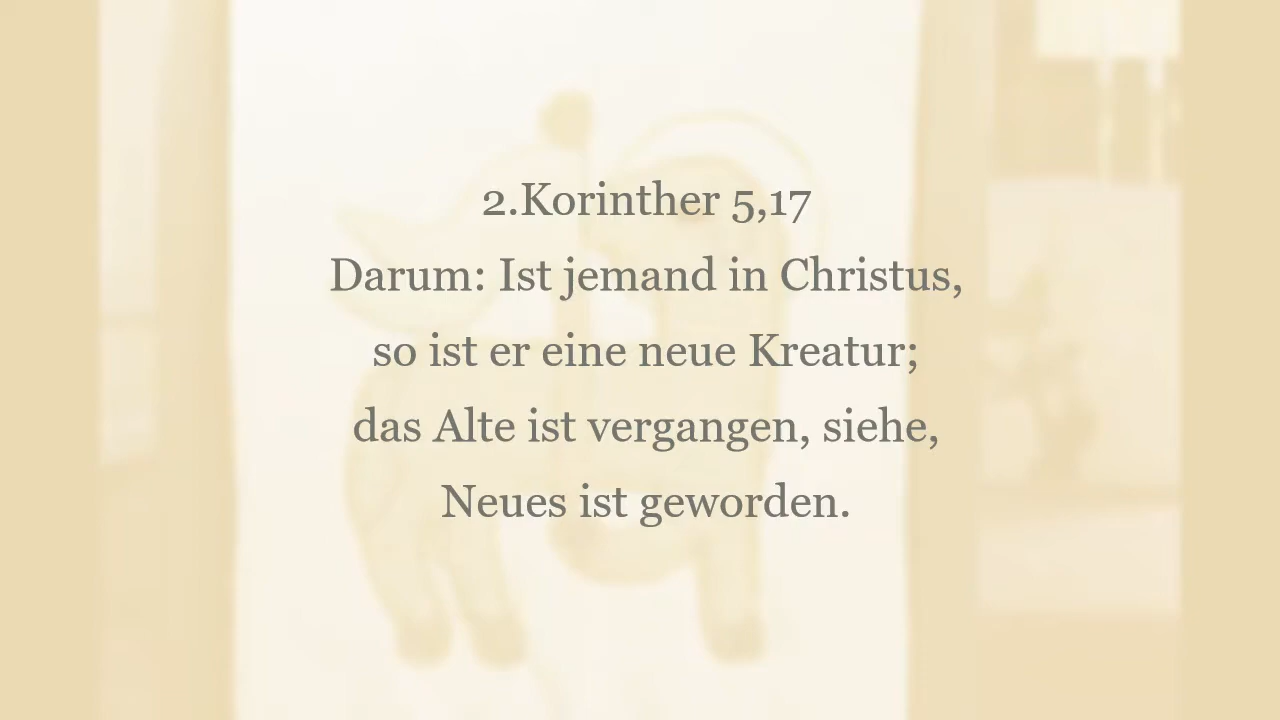 2.Korinther 5,17
Darum: Ist jemand in Christus,
so ist er eine neue Kreatur;
das Alte ist vergangen, siehe,
Neues ist geworden.